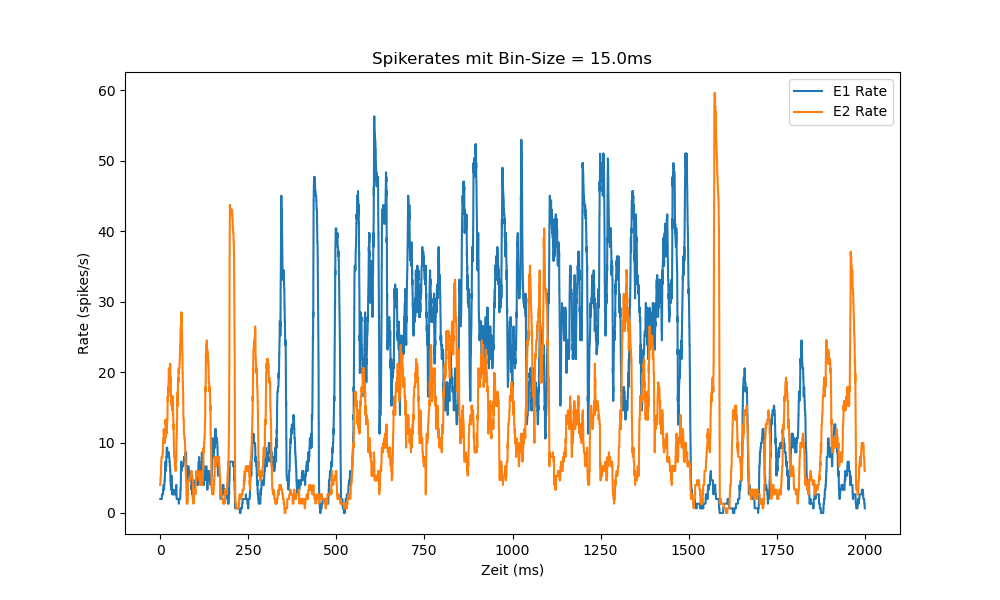 Spikerates mit Bin-Size = 15.0ms
E1 Rate
E2 Rate
Rate (spikes/s)
60
50
40
30
20
10
0
0 250 500 750 1000 1250 1500 1750 2000
Zeit (ms)